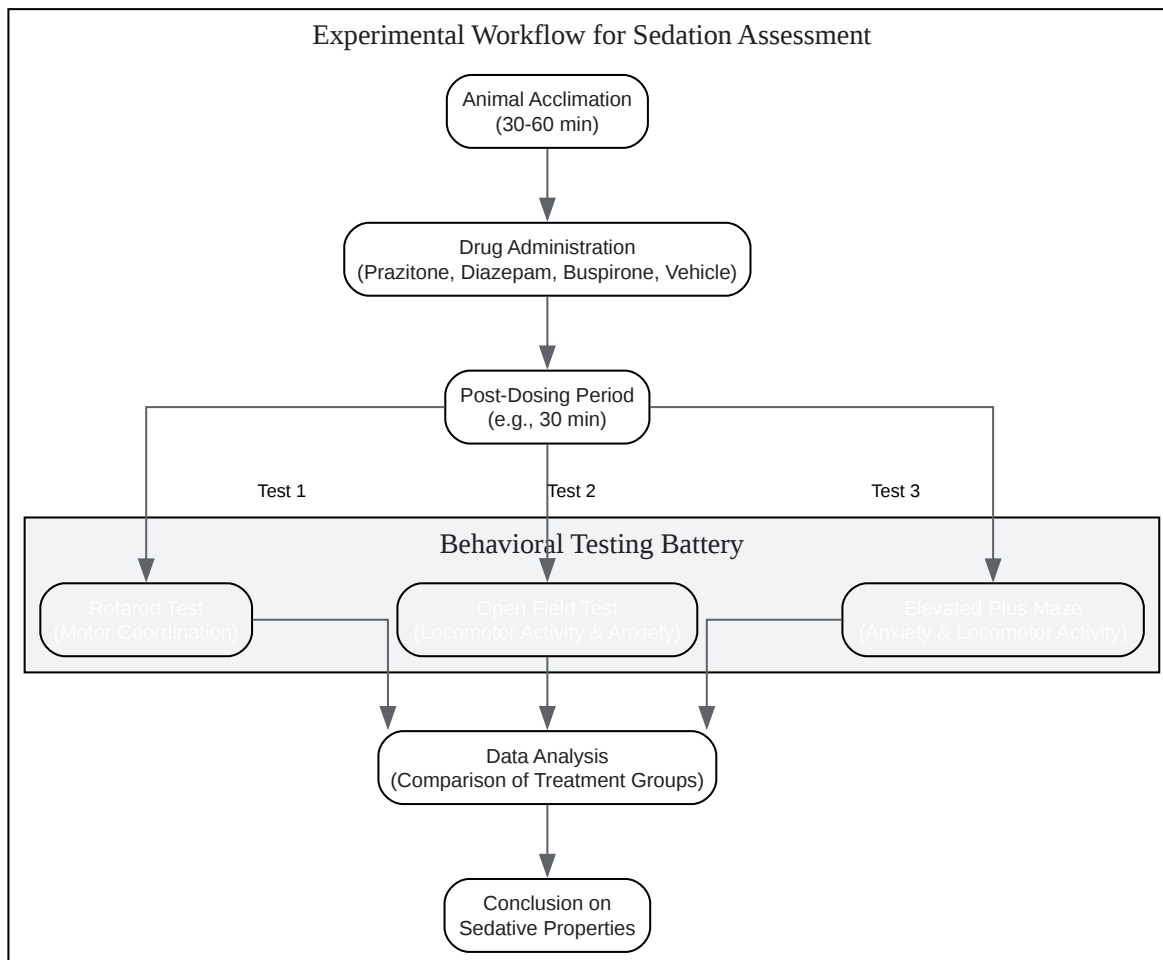 Experimental Workflow for Sedation Assessment
Animal Acclimation
(30-60 min)
Drug Administration
(Prazitone, Diazepam, Buspirone, Vehicle)
Post-Dosing Period
(e.g., 30 min)
Test 1
Test 2
Test 3
Behavioral Testing Battery
Rotarod Test
(Motor Coordination)
Open Field Test
(Locomotor Activity & Anxiety)
Elevated Plus Maze
(Anxiety & Locomotor Activity)
Data Analysis
(Comparison of Treatment Groups)
Conclusion on
Sedative Properties